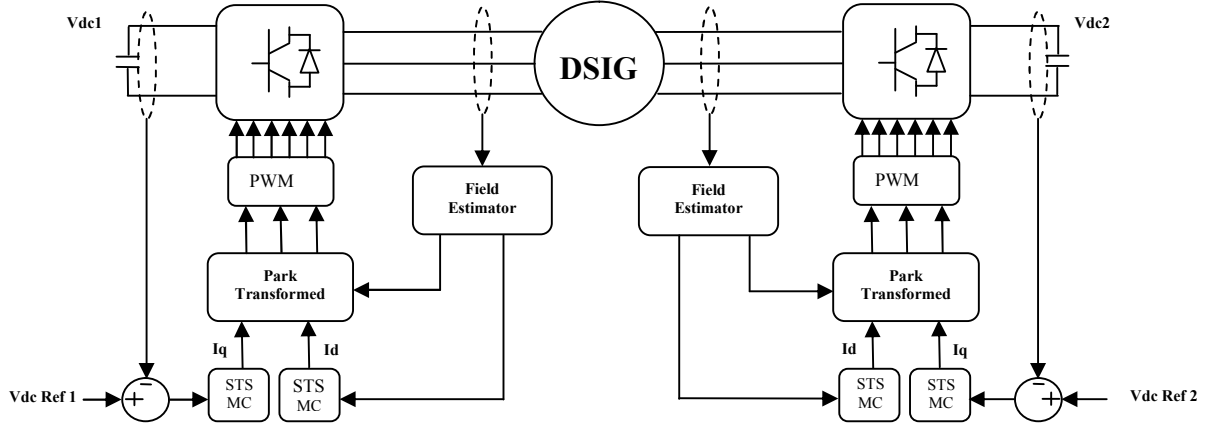 Vdc1
DSIG
Vdc2
PWM
Field
Estimator
Field
Estimator
PWM
Park
Transformed
Park
Transformed
Iq
Id
Id
Iq
Vdc Ref 1
+
−
STS
MC
STS
MC
STS
MC
STS
MC
−
+
Vdc Ref 2